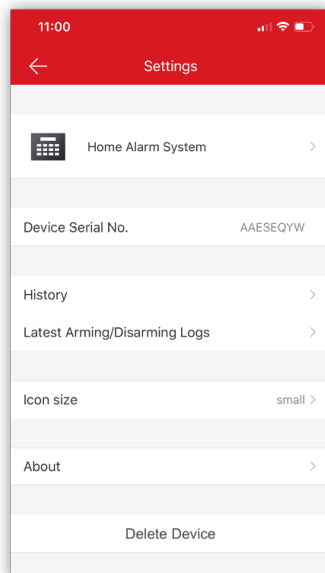 11:00
Settings
Home Alarm System
Device Serial No. AAESEQYW
History
Latest Arming/Disarming Logs
Icon size small
About
Delete Device